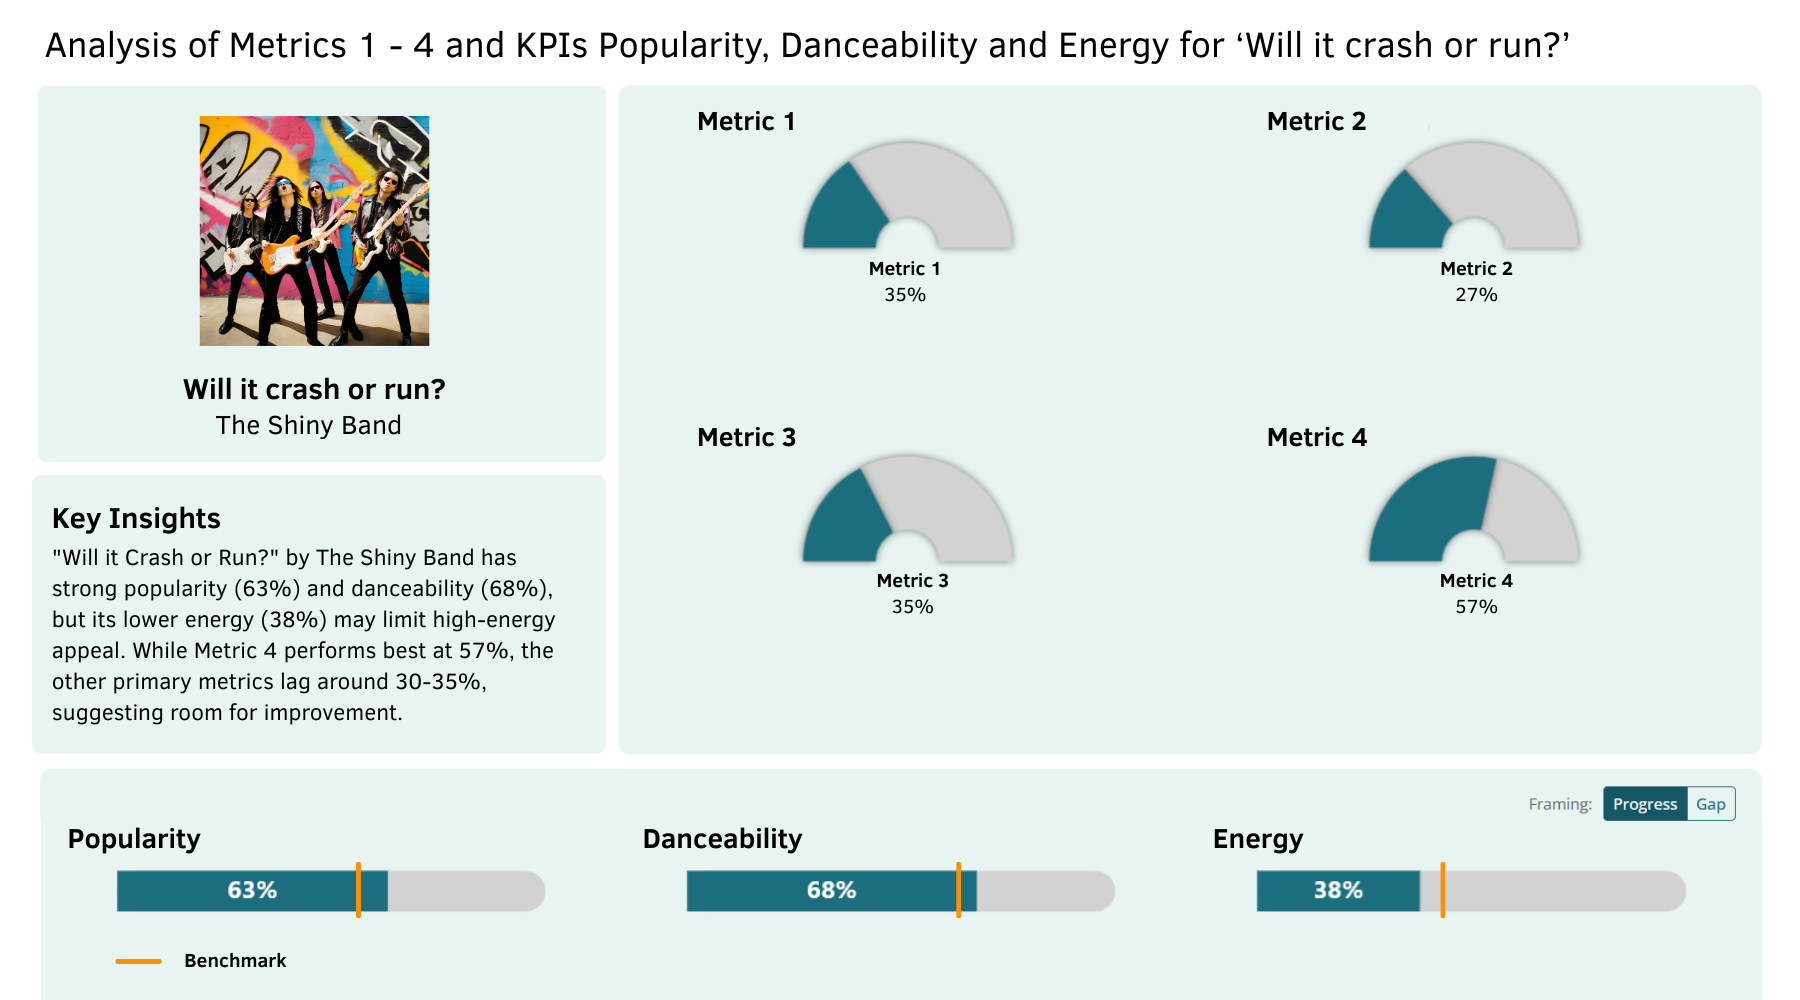 Analysis of Metrics 1 - 4 and KPIs Popularity, Danceability and Energy for ‘Will it crash or run?’
Will it crash or run?
The Shiny Band
Key Insights
"Will it Crash or Run?" by The Shiny Band has
strong popularity (63%) and danceability (68%),
but its lower energy (38%) may limit high-energy
appeal. While Metric 4 performs best at 57%, the
other primary metrics lag around 30-35%,
suggesting room for improvement.
Metric 1
Metric 1
35%
Metric 2
Metric 2
27%
Metric 3
Metric 3
35%
Metric 4
Metric 4
57%
Framing: Progress Gap
Popularity
63%
Danceability
68%
Energy
38%
Benchmark